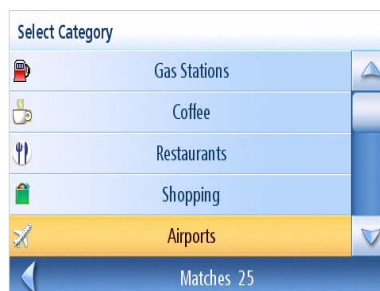 Select Category
Gas Stations
Coffee
Restaurants
Shopping
Airports
Matches 25